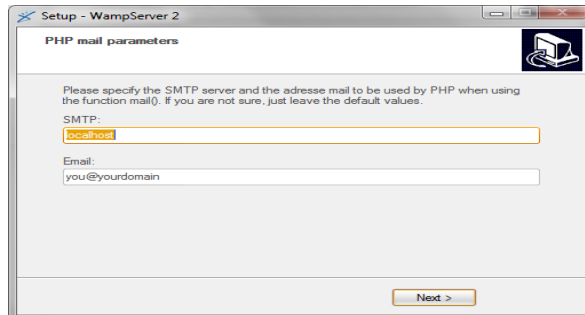 Setup - WampServer 2
PHP mail parameters
Please specify the SMTP server and the adresse mail to be used by PHP when using
the function mail(). If you are not sure, just leave the default values.
SMTP:
localhost
Email:
you@yourdomain
Next >